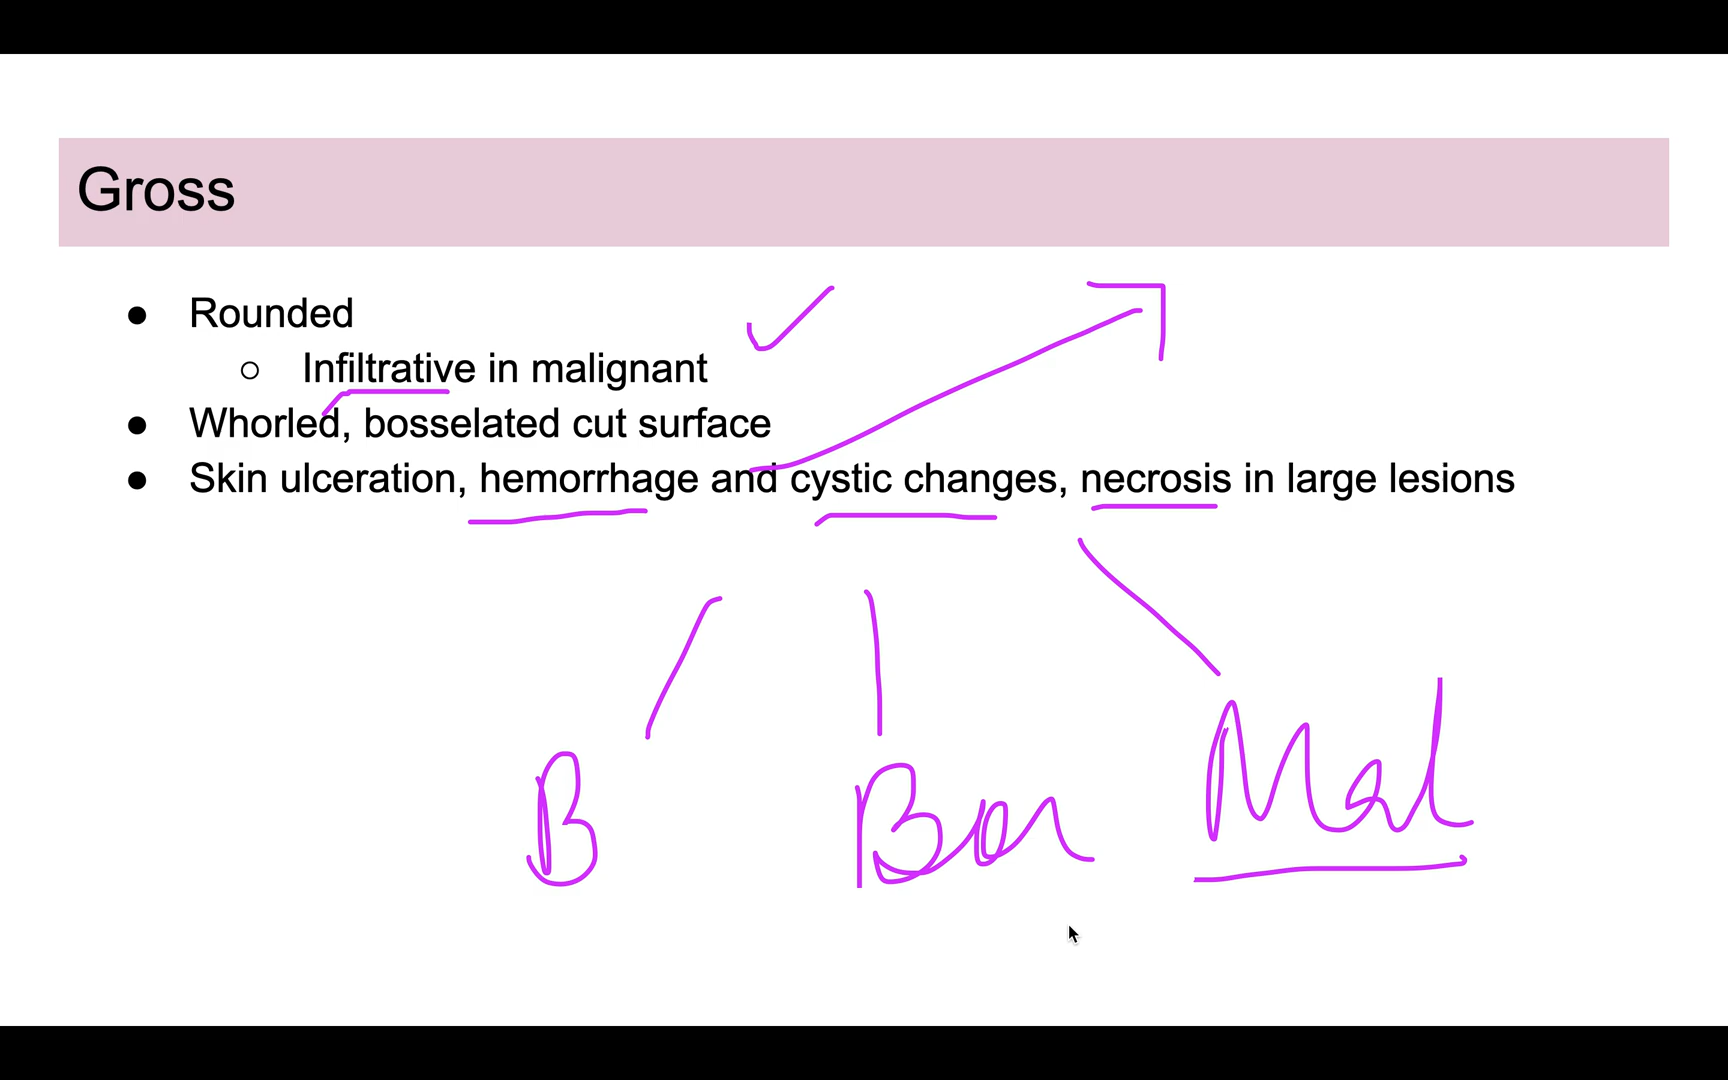 Gross
● Rounded
○ Infiltrative in malignant
● Whorled, bosselated cut surface
● Skin ulceration, hemorrhage and cystic changes, necrosis in large lesions
B Ben Mal